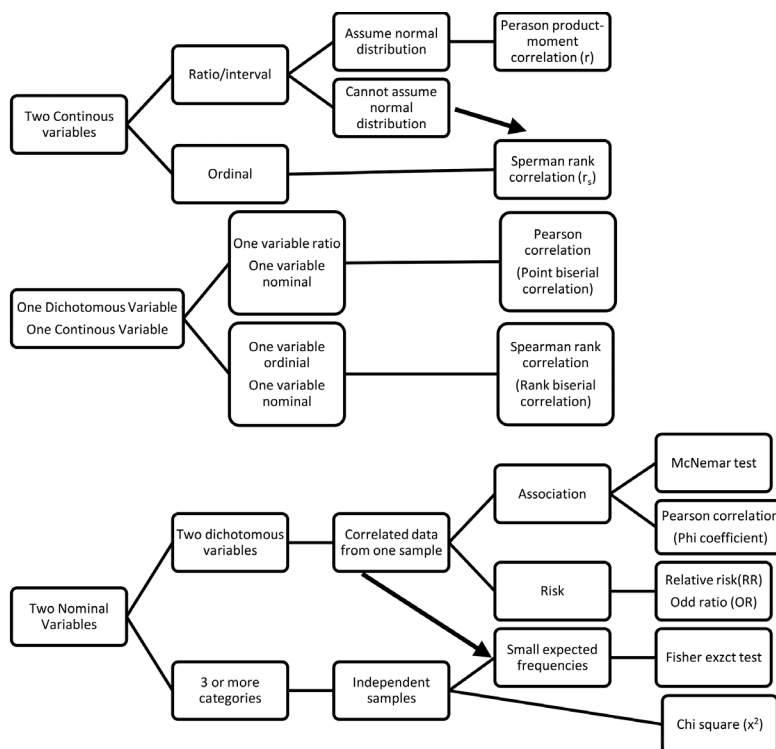 Two Continous
variables
Ratio/interval
Assume normal
distribution
Perason product-
moment
correlation (r)
Cannot assume
normal
distribution
Ordinal
Sperman rank
correlation (rs)
One Dichotomous Variable
One Continous Variable
One variable ratio
One variable
nominal
Pearson
correlation
(Point biserial
correlation)
One variable
ordinial
One variable
nominal
Spearman rank
correlation
(Rank biserial
correlation)
Two Nominal
Variables
Two dichotomous
variables
Correlated data
from one sample
Association
McNemar test
Pearson correlation
(Phi coefficient)
Risk
Relative risk(RR)
Odd ratio (OR)
3 or more
categories
Independent
samples
Small expected
frequencies
Fisher exzct test
Chi square (x²)